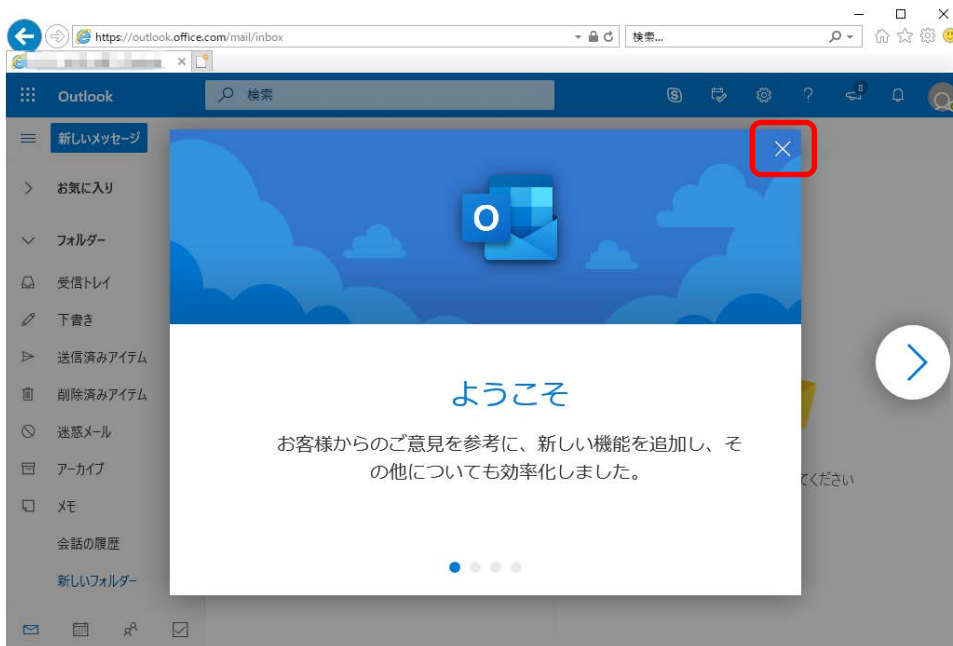 https://outlook.office.com/mail/inbox
検索...
Outlook
検索
8
新しいメッセージ
お気に入り
フォルダー
受信トレイ
下書き
送信済みアイテム
削除済みアイテム
迷惑メール
アーカイブ
メモ
会話の履歴
新しいフォルダー
O
ようこそ
お客様からのご意見を参考に、新しい機能を追加し、そ
の他についても効率化しました。
てください